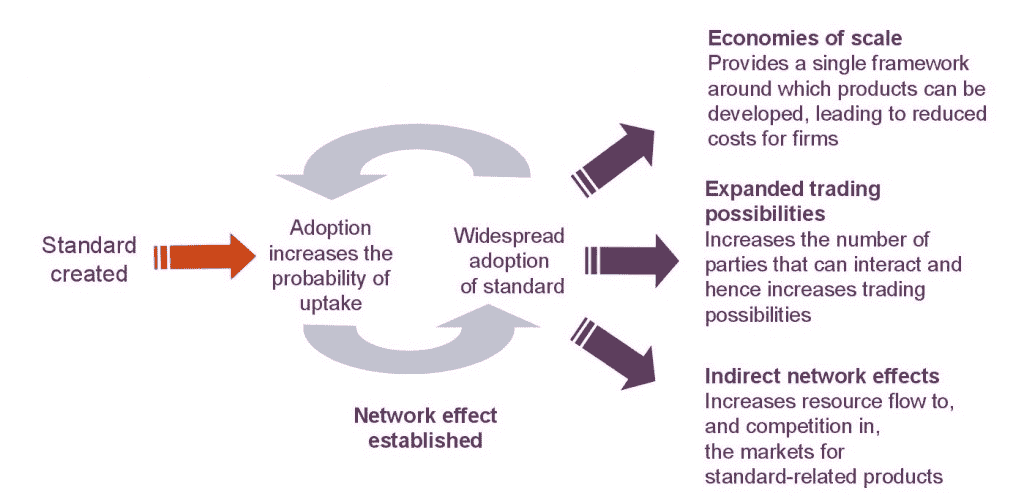 Standard
created
Adoption
increases the
probability of
uptake
Widespread
adoption
of standard
Network effect
established
Economies of scale
Provides a single framework
around which products can be
developed, leading to reduced
costs for firms
Expanded trading
possibilities
Increases the number of
parties that can interact and
hence increases trading
possibilities
Indirect network effects
Increases resource flow to,
and competition in,
the markets for
standard-related products